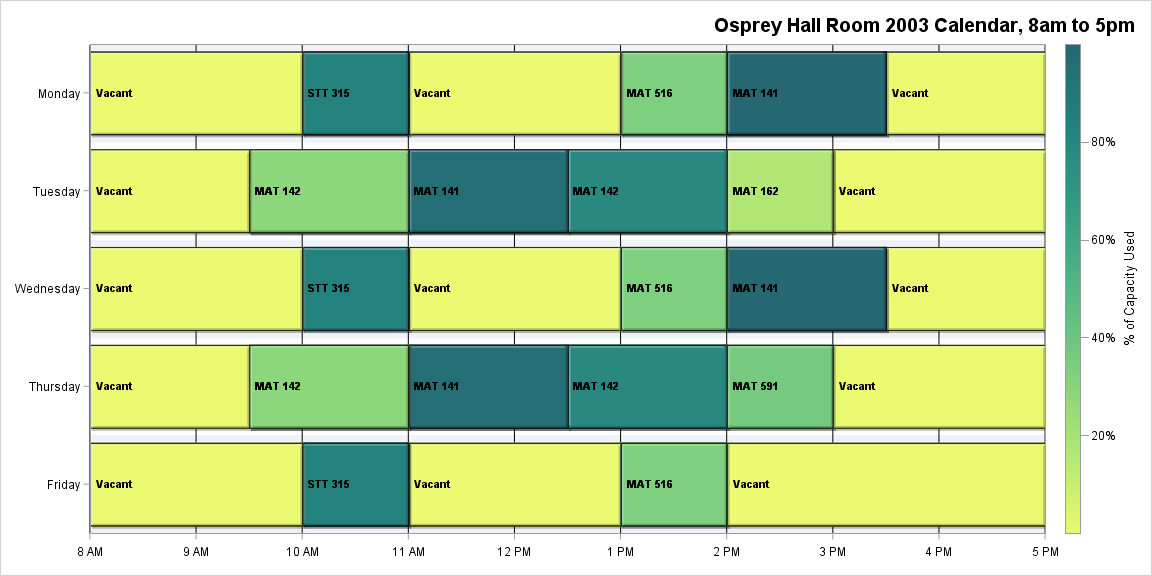 Osprey Hall Room 2003 Calendar, 8am to 5pm
Monday
Vacant
STT 315
Vacant
MAT 516
MAT 141
Vacant
Tuesday
Vacant
MAT 142
MAT 141
MAT 142
MAT 162
Vacant
Wednesday
Vacant
STT 315
Vacant
MAT 516
MAT 141
Vacant
Thursday
Vacant
MAT 142
MAT 141
MAT 142
MAT 591
Vacant
Friday
Vacant
STT 315
Vacant
MAT 516
Vacant
8 AM
9 AM
10 AM
11 AM
12 PM
1 PM
2 PM
3 PM
4 PM
5 PM
80%
60%
40%
20%
% of Capacity Used